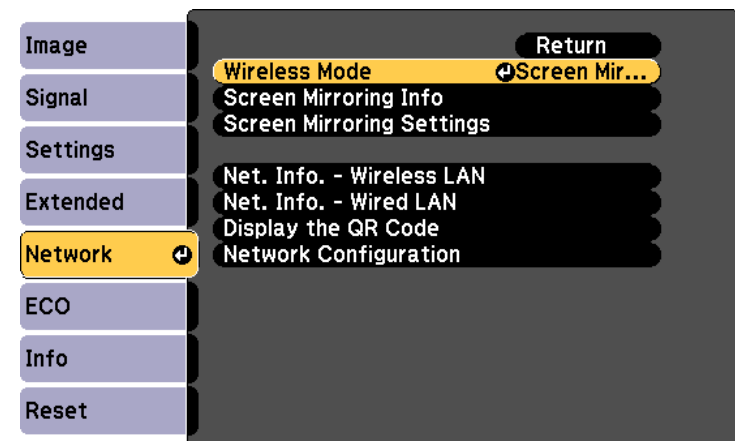 Image
Signal
Settings
Extended
Network
ECO
Info
Reset
Return
Wireless Mode Screen Mir...
Screen Mirroring Info
Screen Mirroring Settings
Net. Info. - Wireless LAN
Net. Info. - Wired LAN
Display the QR Code
Network Configuration